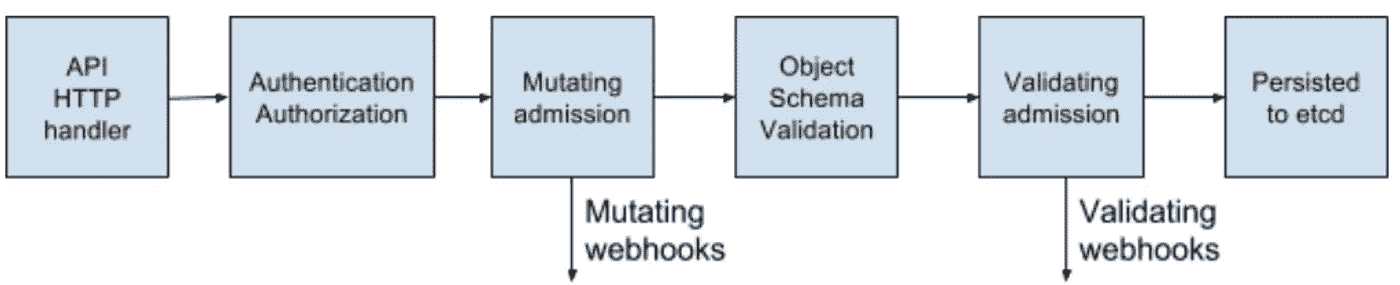 API
HTTP
handler
Authentication
Authorization
Mutating
admission
Object
Schema
Validation
Validating
admission
Persisted
to etcd
Mutating
webhooks
Validating
webhooks